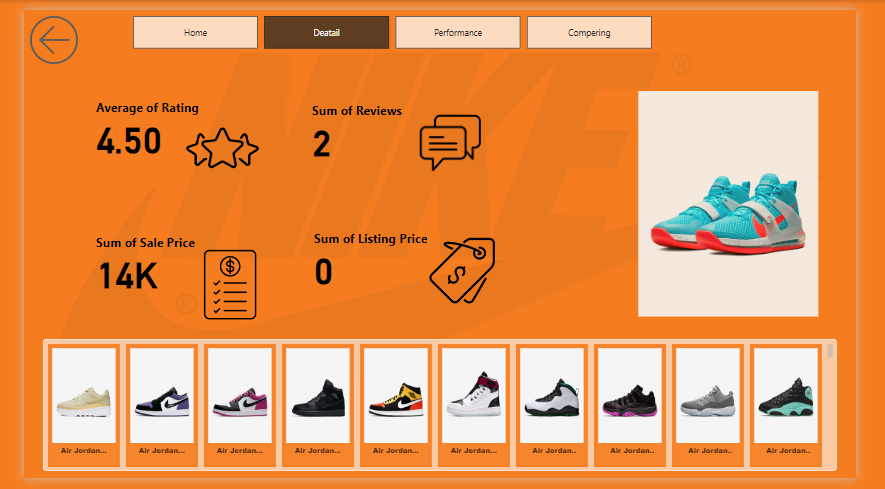 Home
Deatail
Performance
Compering
NIKE
®
Average of Rating
4.50
Sum of Reviews
2
Sum of Sale Price
14K
$
Sum of Listing Price
0
®
Air Jordan...
Air Jordan...
Air Jordan...
Air Jordan...
Air Jordan...
Air Jordan...
Air Jordan..
Air Jordan..
Air Jordan...
Air Jordan..